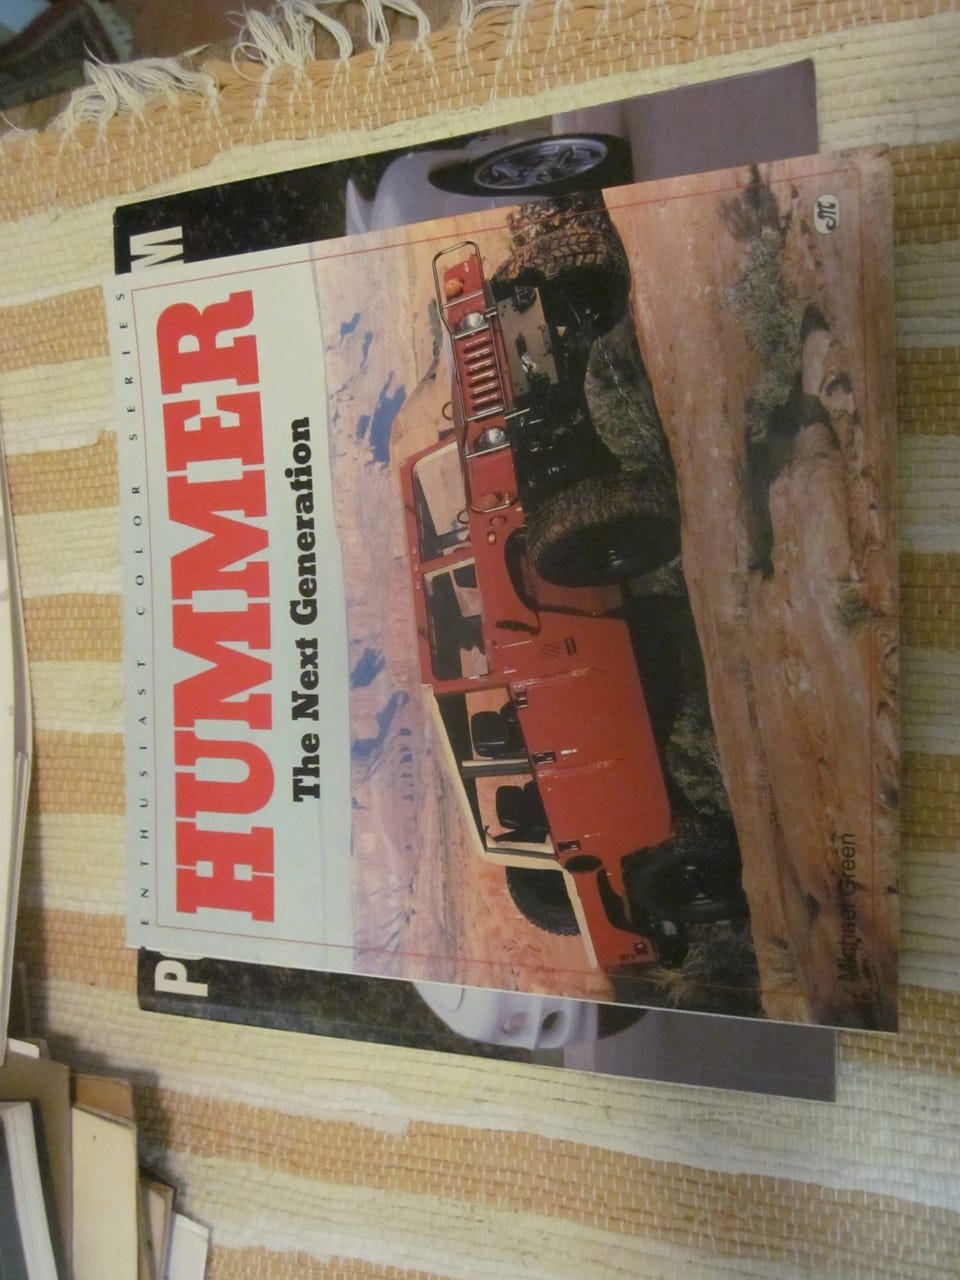 ENTHUSIAST COLOR SERIES
HUMMER
The Next Generation
Michael Green
M
P
M